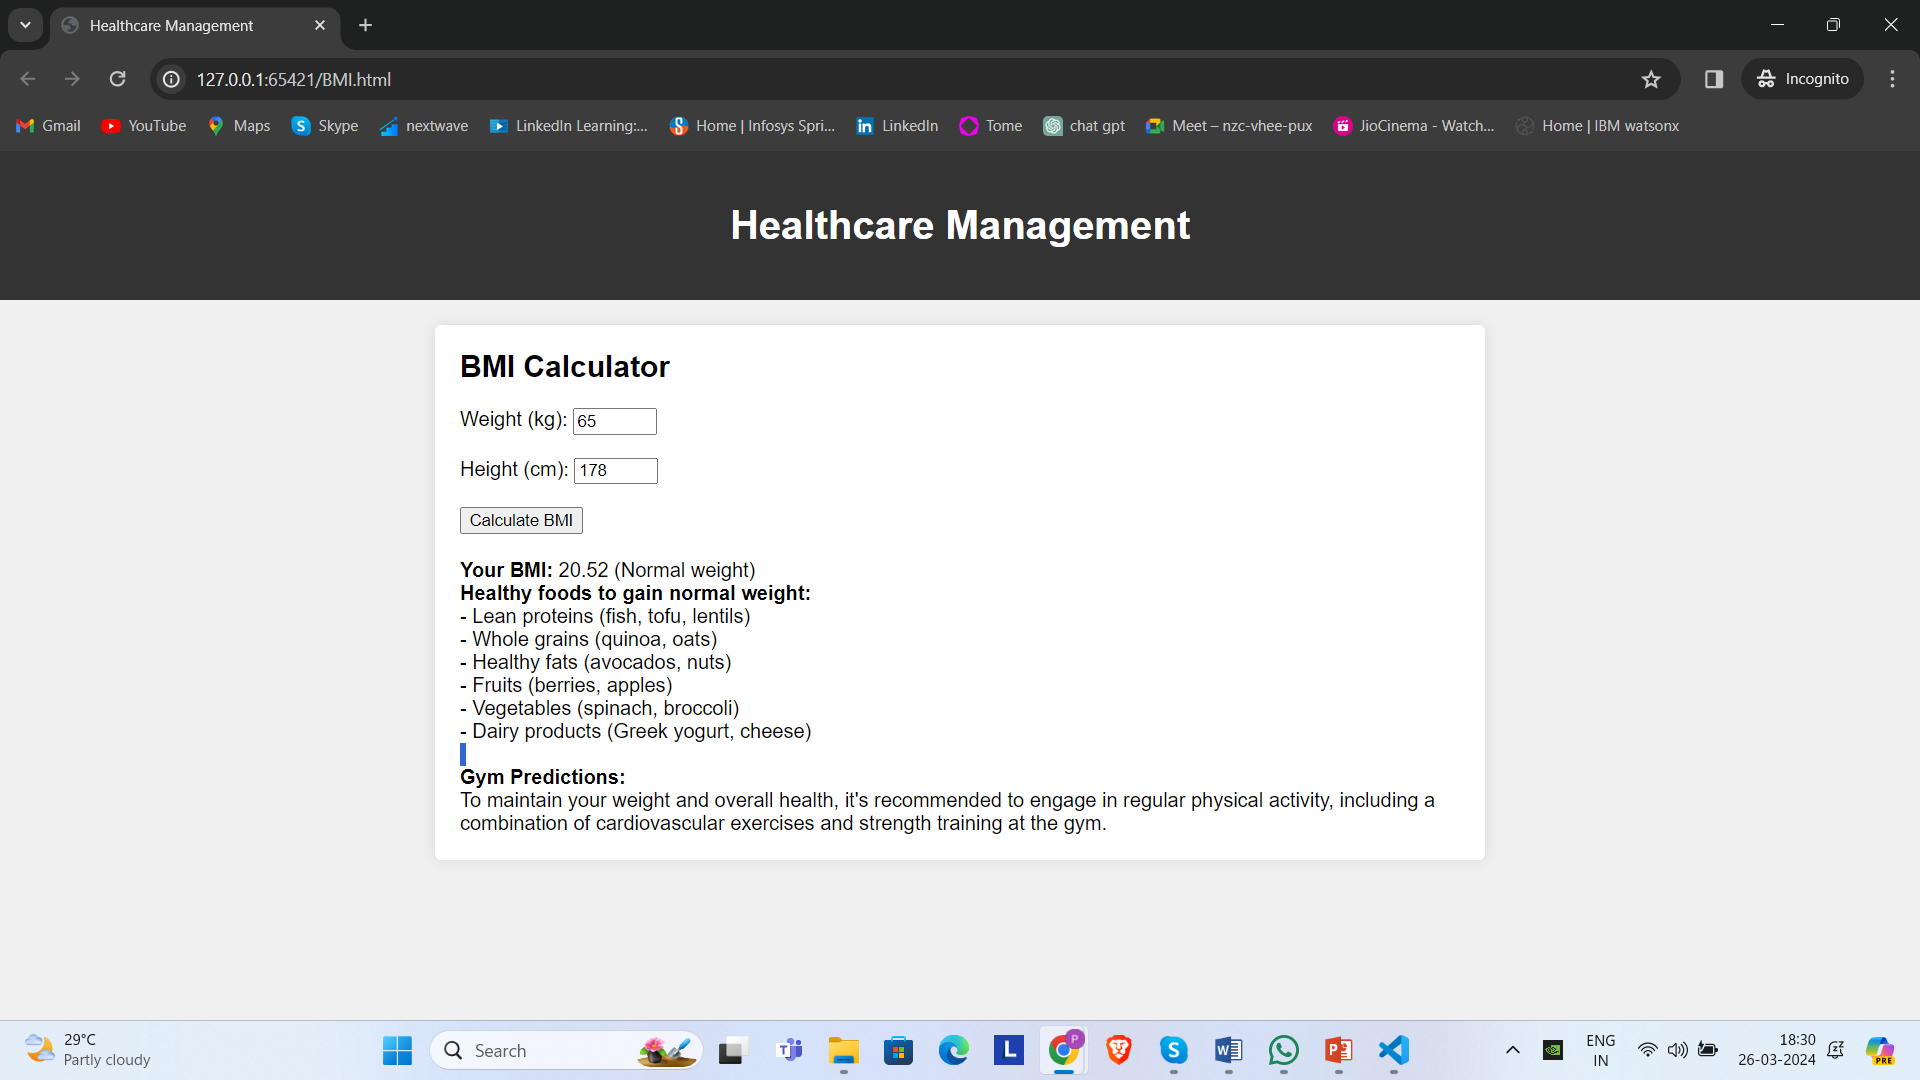 Healthcare Management
127.0.0.1:65421/BMI.html
Incognito
Gmail YouTube Maps Skype nextwave LinkedIn Learning:... Home | Infosys Spri... LinkedIn Tome chat gpt Meet – nzc-vhee-pux JioCinema - Watch... Home | IBM watsonx
Healthcare Management
BMI Calculator
Weight (kg): 65
Height (cm): 178
Calculate BMI
Your BMI: 20.52 (Normal weight)
Healthy foods to gain normal weight:
- Lean proteins (fish, tofu, lentils)
- Whole grains (quinoa, oats)
- Healthy fats (avocados, nuts)
- Fruits (berries, apples)
- Vegetables (spinach, broccoli)
- Dairy products (Greek yogurt, cheese)
Gym Predictions:
To maintain your weight and overall health, it's recommended to engage in regular physical activity, including a
combination of cardiovascular exercises and strength training at the gym.
29°C
Partly cloudy
Search
L
P
ENG
IN
18:30
26-03-2024
PRE